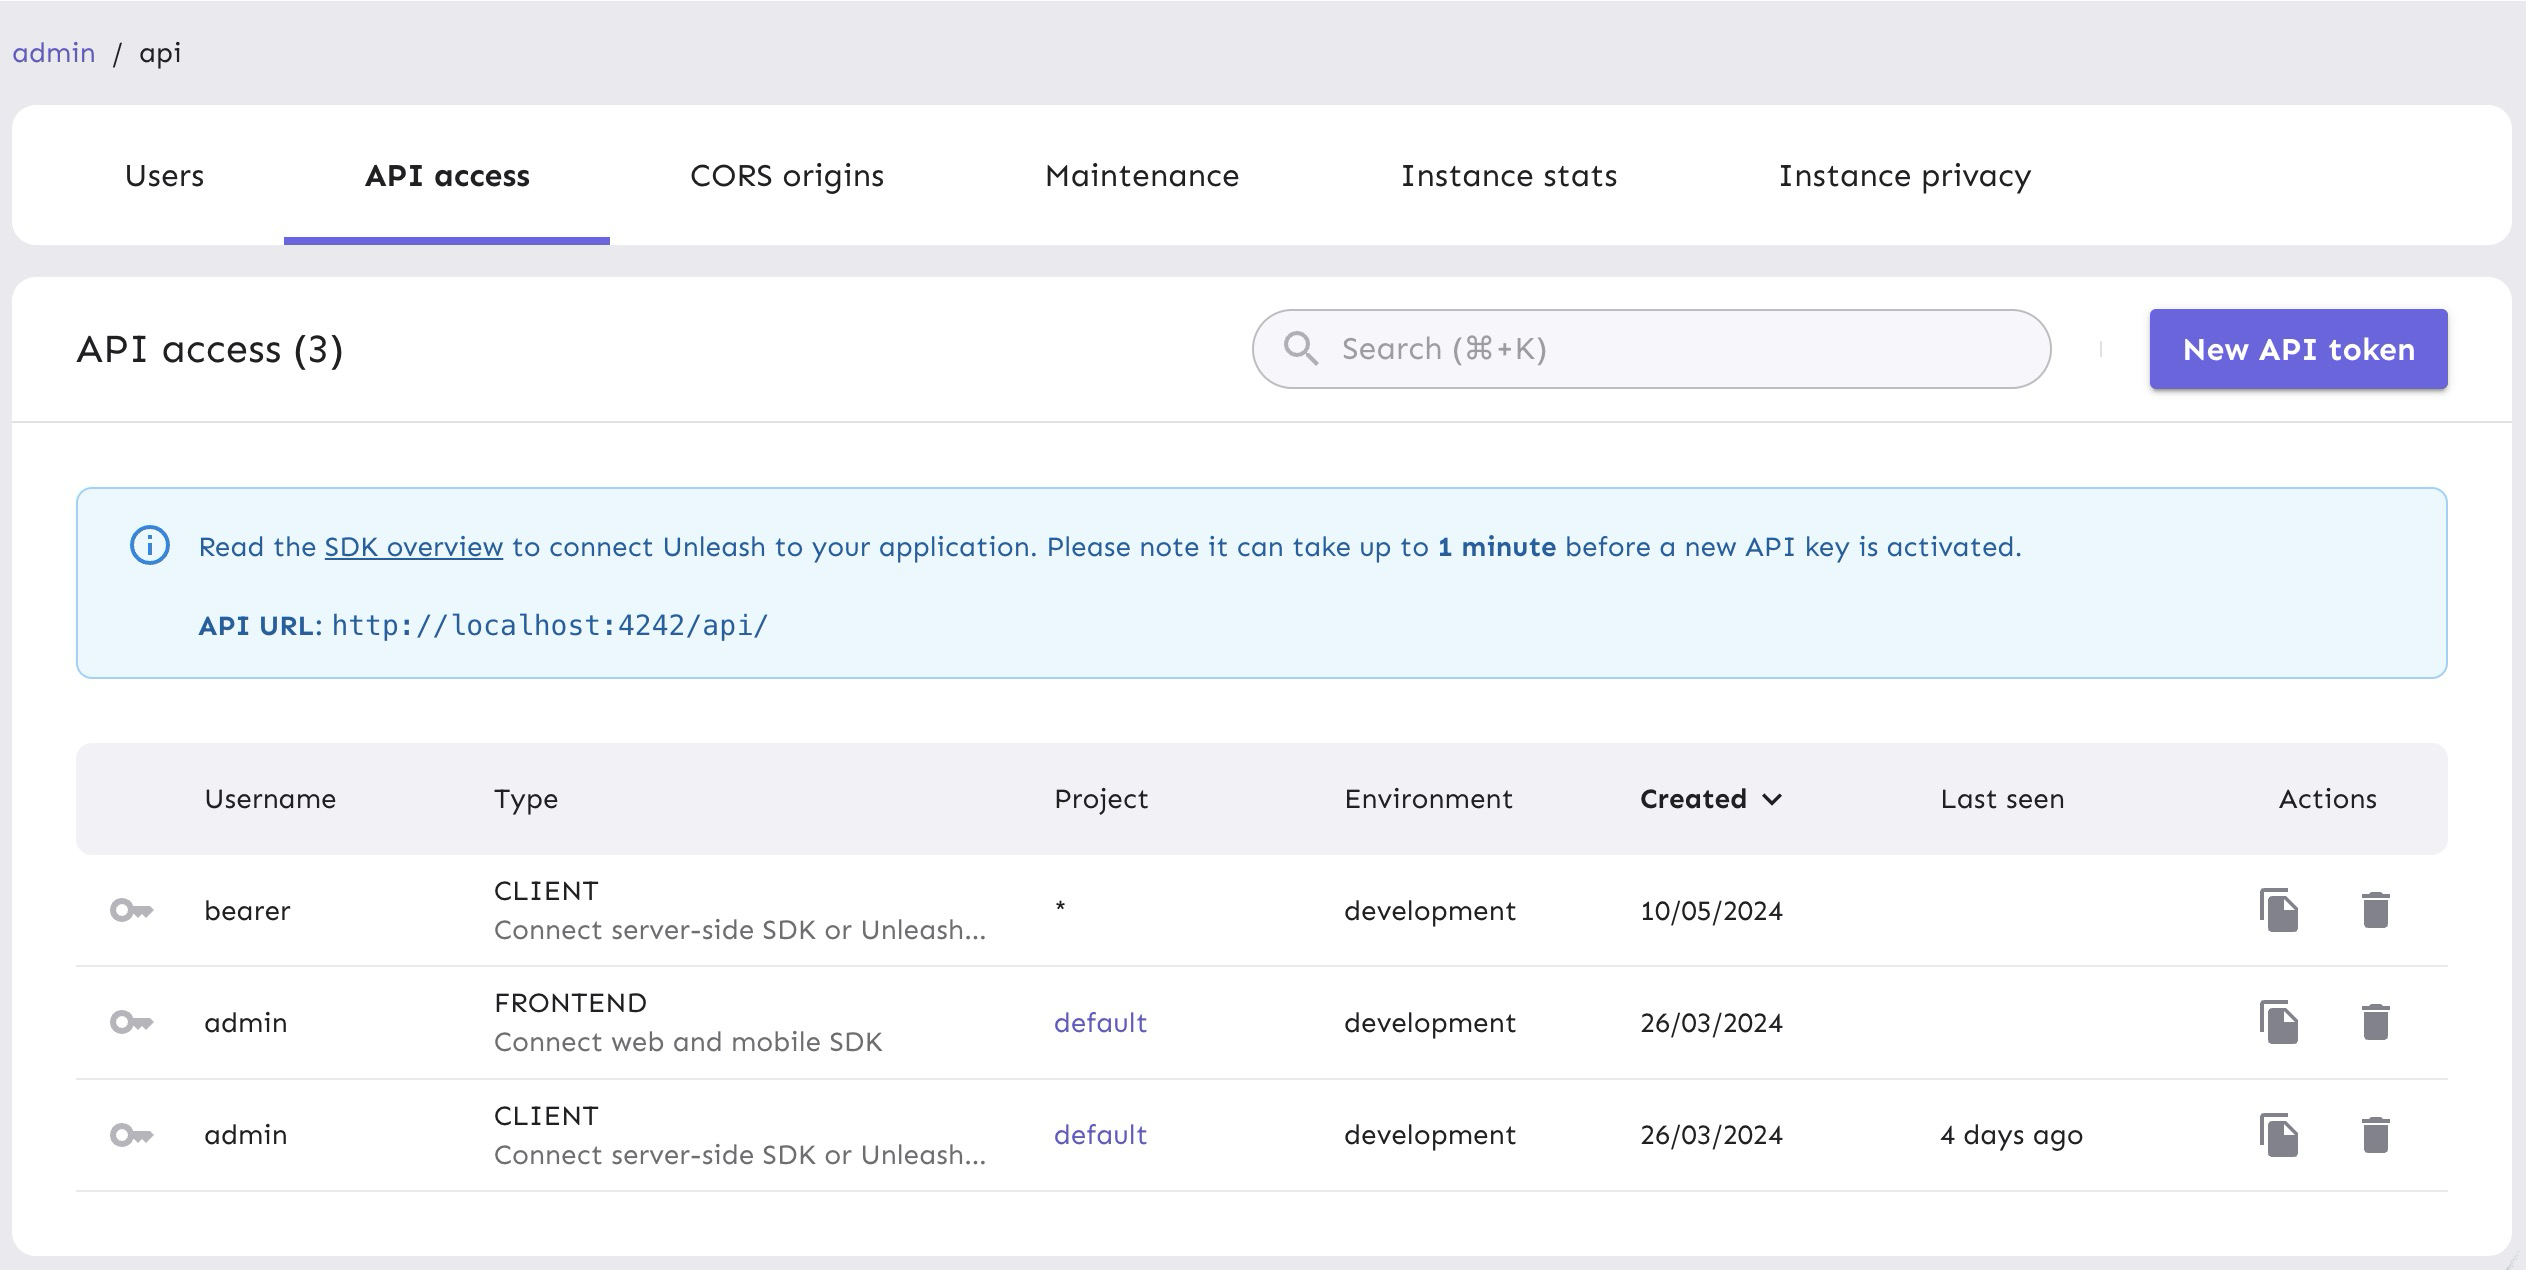 admin / api
Users API access CORS origins Maintenance Instance stats Instance privacy
API access (3) Search (⌘+K) New API token
Read the SDK overview to connect Unleash to your application. Please note it can take up to 1 minute before a new API key is activated.
API URL: http://localhost:4242/api/
Username Type Project Environment Created Last seen Actions
bearer CLIENT * development 10/05/2024
Connect server-side SDK or Unleash...
admin FRONTEND default development 26/03/2024
Connect web and mobile SDK
admin CLIENT default development 26/03/2024 4 days ago
Connect server-side SDK or Unleash...